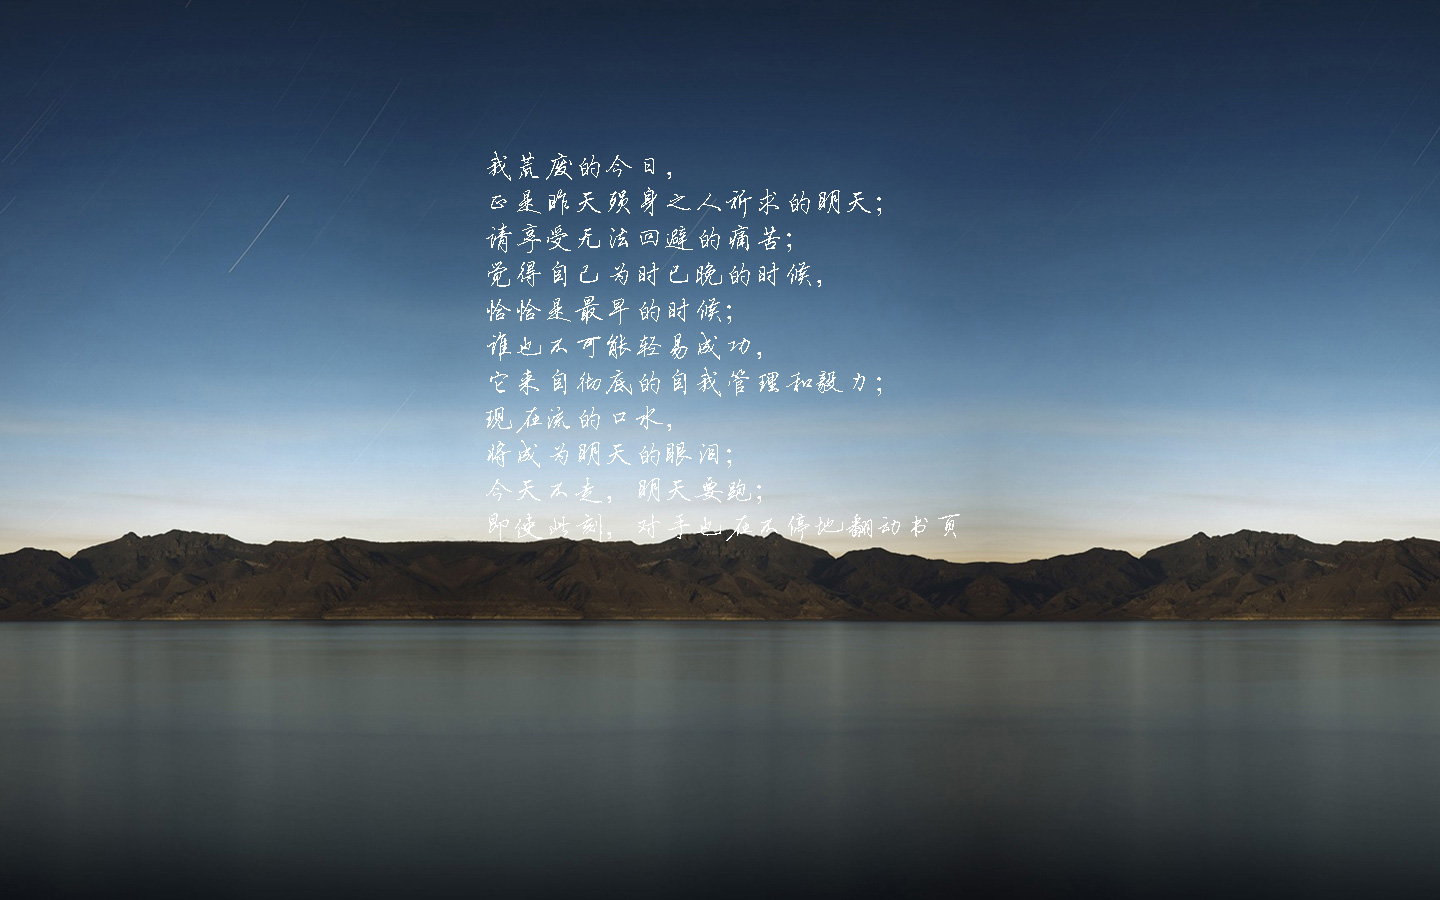 我荒废的今日，
正是昨天殒身之人祈求的明天；
请享受无法回避的痛苦；
觉得自己为时已晚的时候，
恰恰是最早的时候；
谁也不可能轻易成功，
它来自彻底的自我管理和毅力；
现在流的口水，
将成为明天的眼泪；
今天不走，明天要跑；
即使此刻，对手也在不停地翻动书页